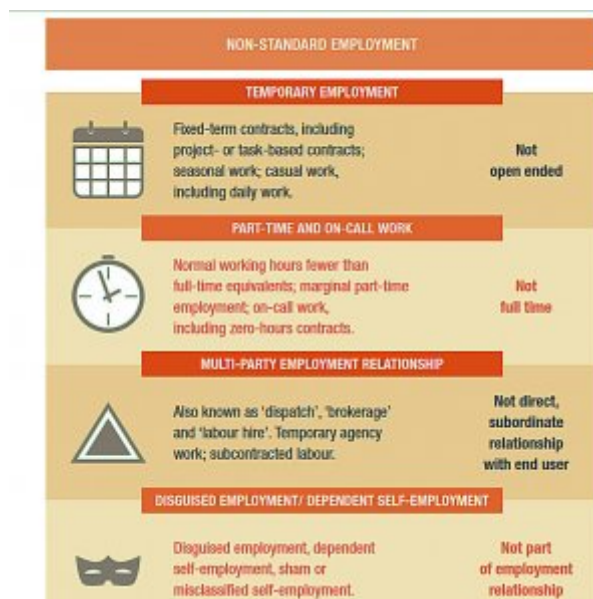 NON-STANDARD EMPLOYMENT
TEMPORARY EMPLOYMENT
Fixed-term contracts, including
project- or task-based contracts;
seasonal work; casual work,
including daily work.
Not
open ended
PART-TIME AND ON-CALL WORK
Normal working hours fewer than
full-time equivalents; marginal part-time
employment; on-call work,
including zero-hours contracts.
Not
full time
MULTI-PARTY EMPLOYMENT RELATIONSHIP
Also known as ‘dispatch’, ‘brokerage’
and ‘labour hire’. Temporary agency
work; subcontracted labour.
Not direct,
subordinate
relationship
with end user
DISGUISED EMPLOYMENT/ DEPENDENT SELF-EMPLOYMENT
Disguised employment, dependent
self-employment, sham or
misclassified self-employment.
Not part
of employment
relationship